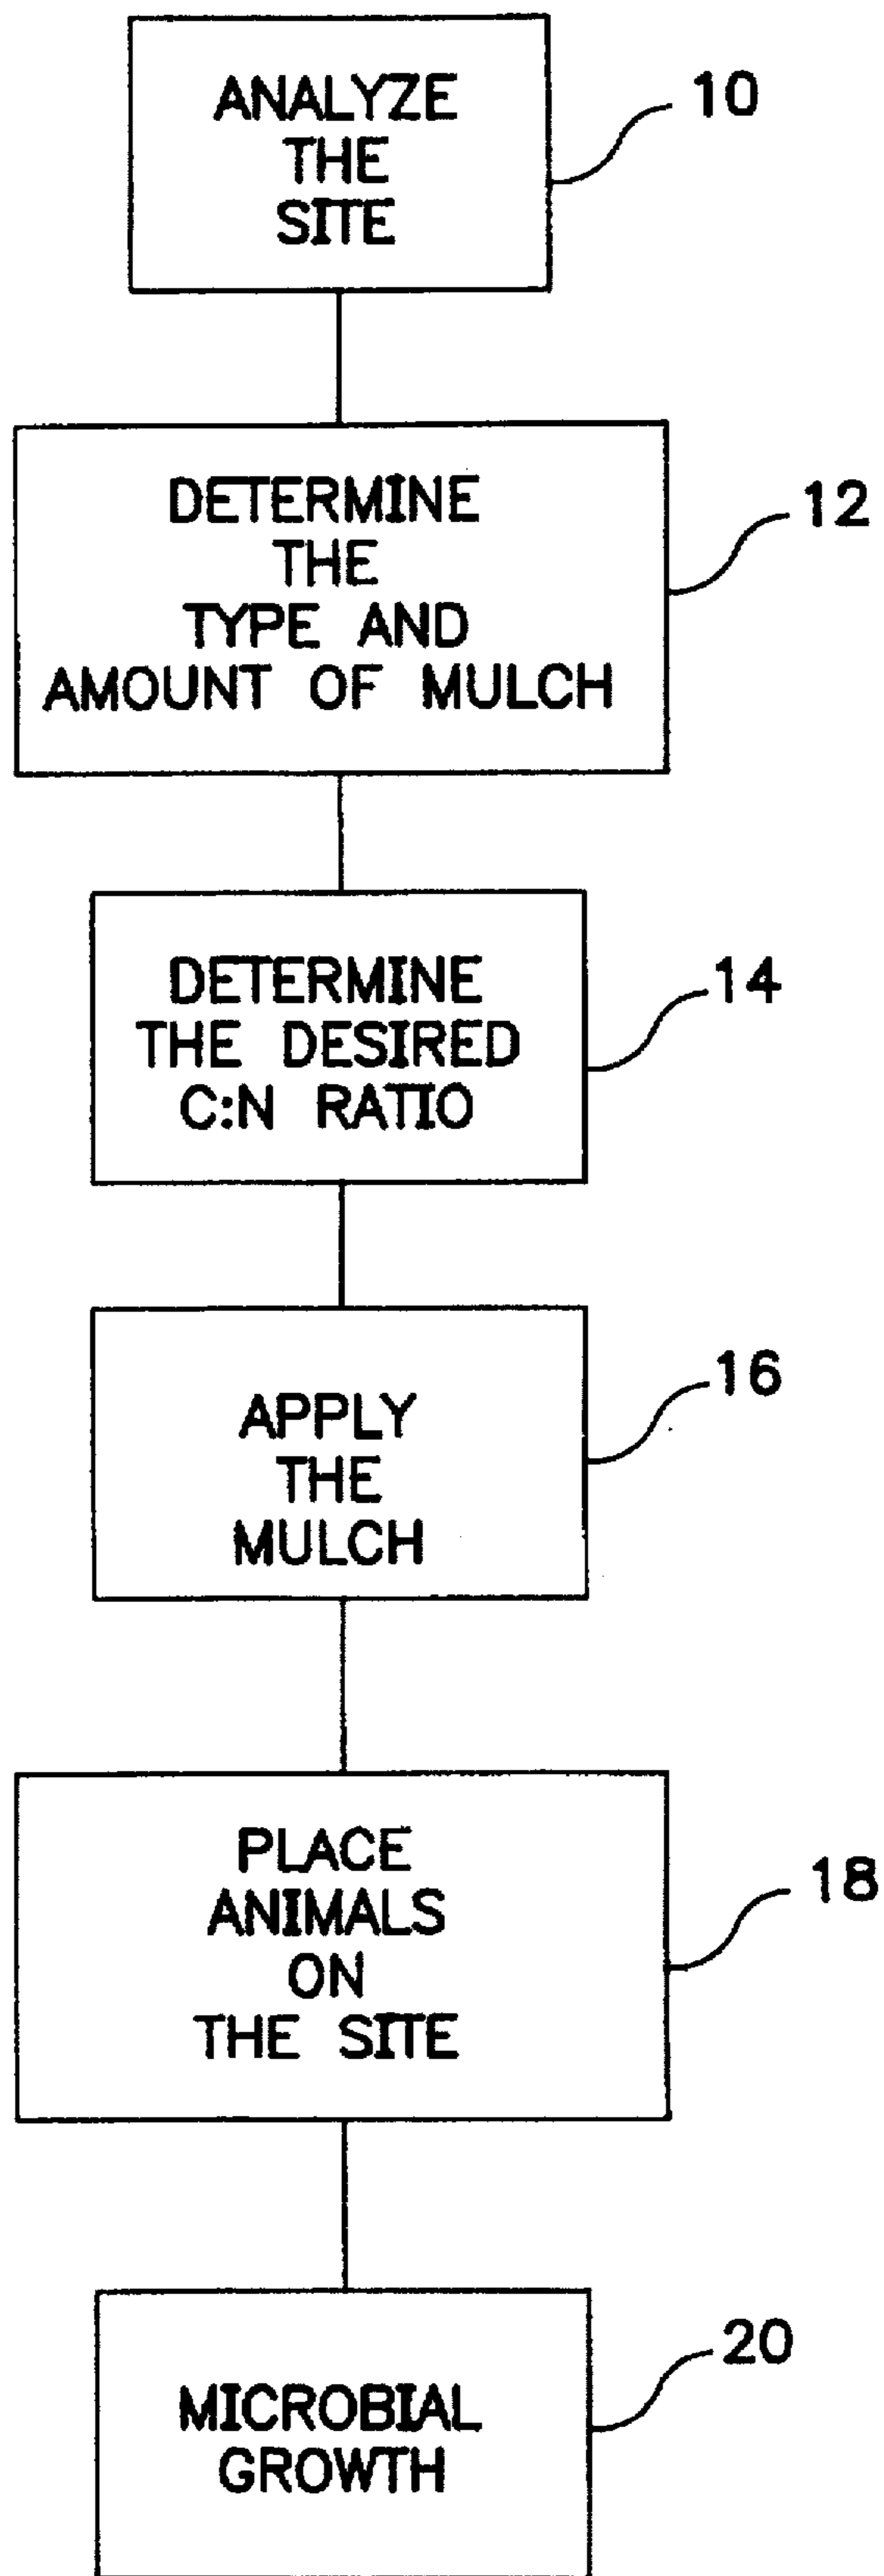 ANALYZE
THE
SITE
10
DETERMINE
THE
TYPE AND
AMOUNT OF MULCH
12
DETERMINE
THE DESIRED
C:N RATIO
14
APPLY
THE
MULCH
16
PLACE
ANIMALS
ON
THE SITE
18
MICROBIAL
GROWTH
20